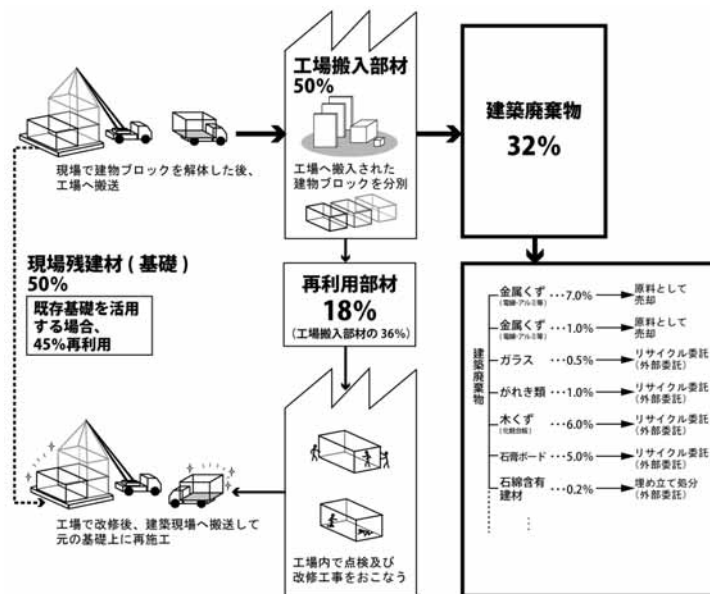 工場搬入部材
50%
現場で建物ブロックを解体した後、
工場へ搬送
工場へ搬入された
建物ブロックを分別
建築廃棄物
32%
現場残建材(基礎)
50%
既存基礎を活用
する場合、
45%再利用
再利用部材
18%
(工場搬入部材の36%)
工場で改修後、建築現場へ搬送して
元の基礎上に再施工
工場内で点検及び
改修工事をおこなう
建築廃棄物
金属くず
(電線・アルミ等)
・・・7.0%
原料として
売却
金属くず
(電線・アルミ等)
・・・1.0%
原料として
売却
ガラス
・・・0.5%
リサイクル委託
(外部委託)
がれき類
・・・1.0%
リサイクル委託
(外部委託)
木くず
・・・6.0%
リサイクル委託
(外部委託)
石膏ボード
・・・5.0%
リサイクル委託
(外部委託)
石綿含有
建材
・・・0.2%
埋め立て処分
(外部委託)